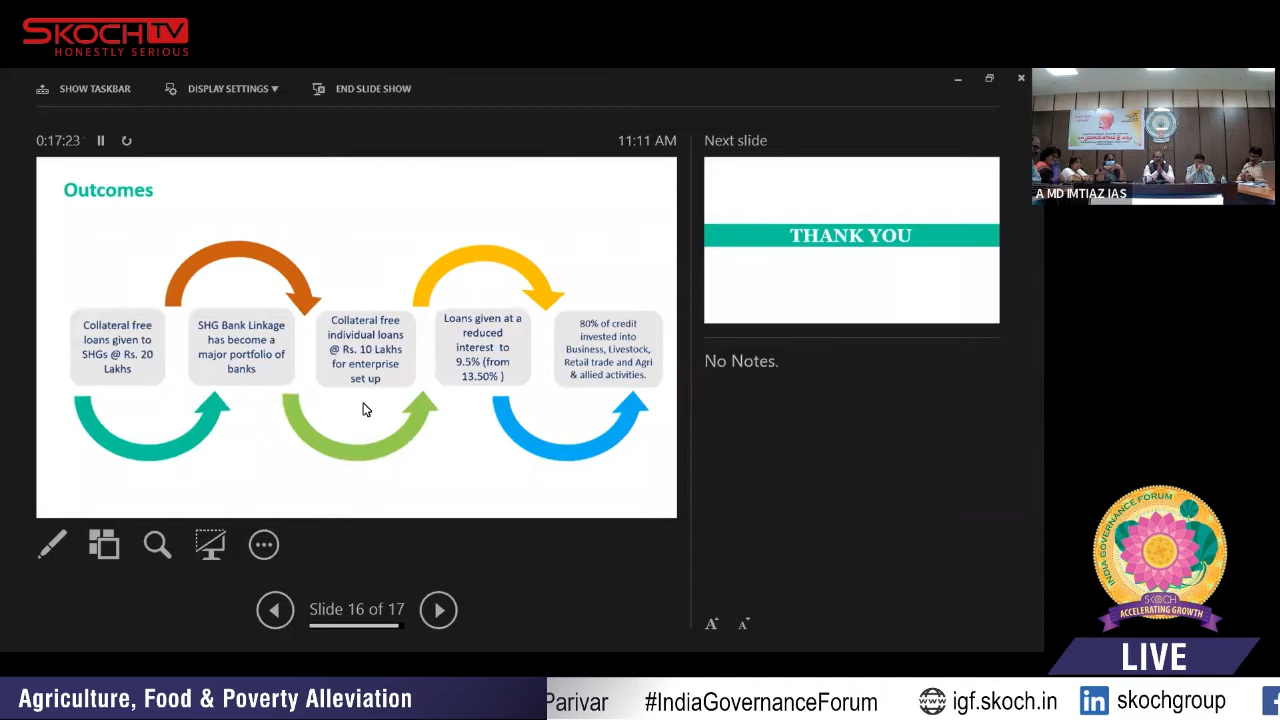 SKOCH TV
HONESTLY SERIOUS
SHOW TASKBAR
DISPLAY SETTINGS ▼
END SLIDE SHOW
0:17:23
11:11 AM
Next slide
Outcomes
Collateral free
loans given to
SHGs @ Rs. 20
Lakhs
SHG Bank Linkage
has become a
major portfolio of
banks
Collateral free
individual loans
@ Rs. 10 Lakhs
for enterprise
set up
Loans given at a
reduced
interest to
9.5% (from
13.50% )
80% of credit
invested into
Business, Livestock,
Retail trade and Agri
& allied activities.
THANK YOU
No Notes.
Slide 16 of 17
A MD IMTIAZ IAS
INDIA GOVERNANCE FORUM
SKOCH
ACCELERATING GROWTH
LIVE
Agriculture, Food & Poverty Alleviation
Parivar #IndiaGovernanceForum igf.skoch.in in skochgroup